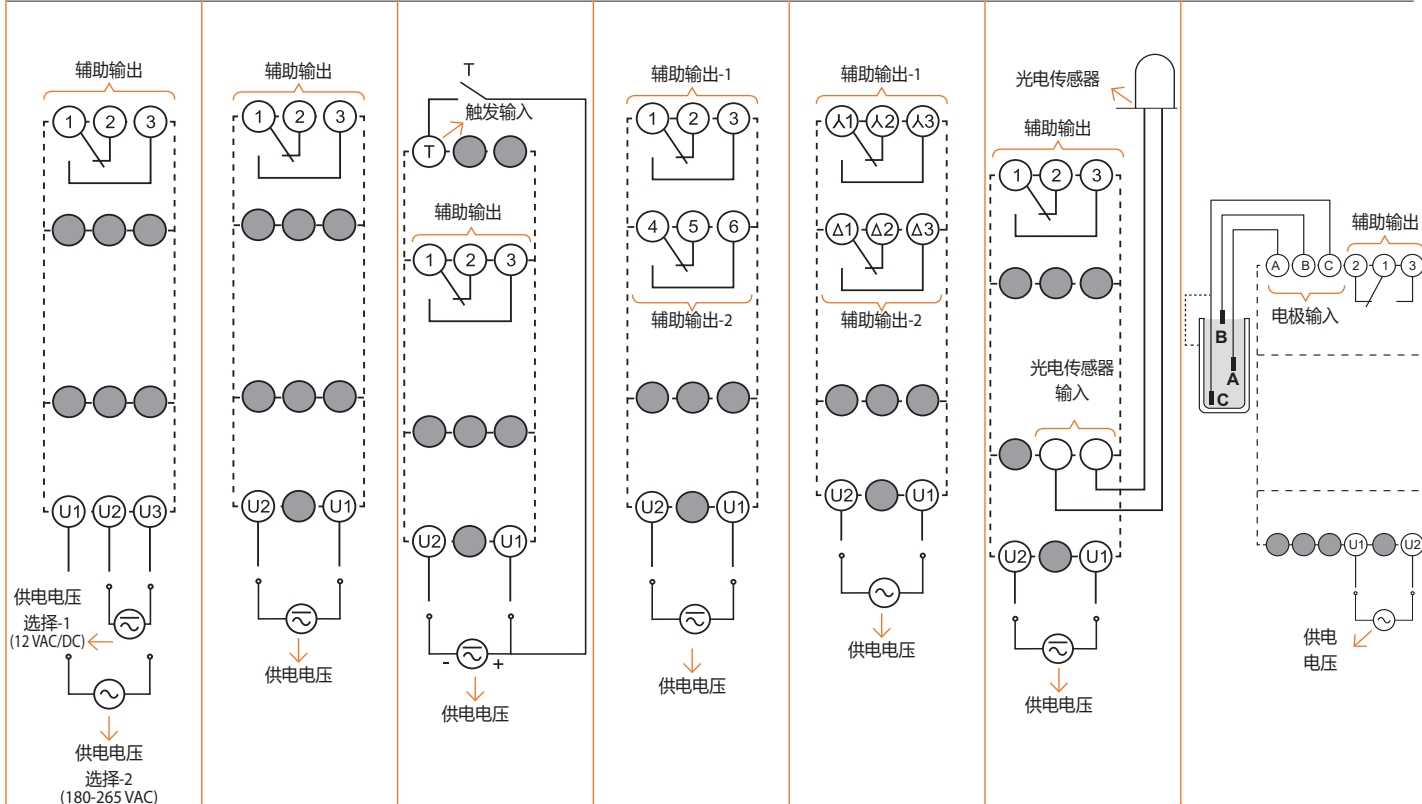 辅助输出
1 2 3
U1 U2 U3
供电电压
选择-1
(12 VAC/DC)
供电电压
选择-2
(180-265 VAC)
辅助输出
1 2 3
U2 U1
供电电压
T
触发输入
T
辅助输出
1 2 3
U2 U1
- +
供电电压
辅助输出-1
1 2 3
4 5 6
辅助输出-2
U2 U1
供电电压
辅助输出-1
⅄1 ⅄2 ⅄3
Δ1 Δ2 Δ3
辅助输出-2
U2 U1
供电电压
光电传感器
辅助输出
1 2 3
光电传感器
输入
U2 U1
供电电压
辅助输出
A B C 2 1 3
电极输入
B
A
C
U1 U2
供电
电压